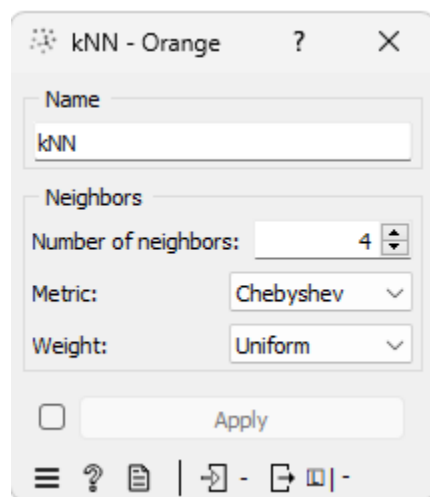 kNN - Orange ? ×
Name
kNN
Neighbors
Number of neighbors: 4
Metric: Chebyshev
Weight: Uniform
Apply
? - -